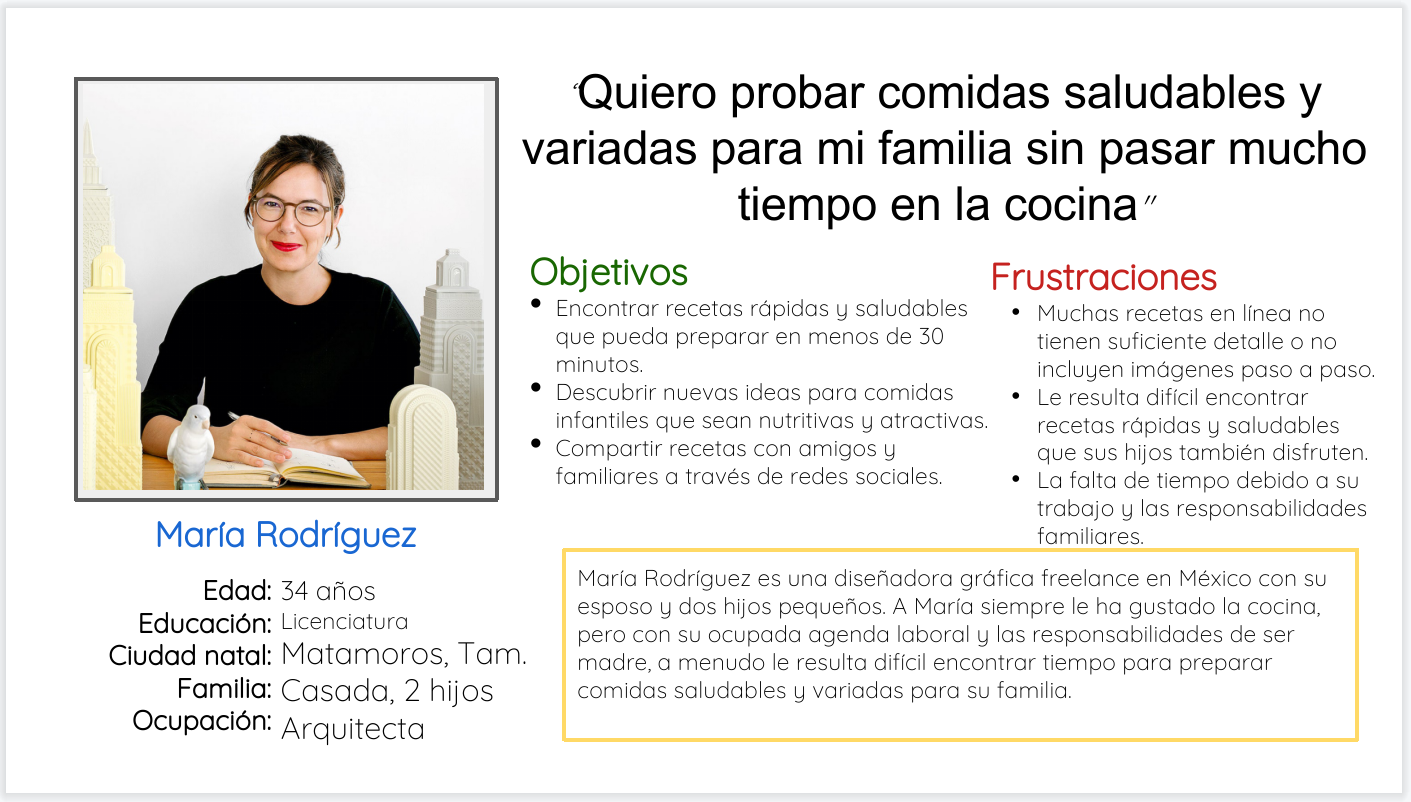 “Quiero probar comidas saludables y
variadas para mi familia sin pasar mucho
tiempo en la cocina”
Objetivos
• Encontrar recetas rápidas y saludables
que pueda preparar en menos de 30
minutos.
• Descubrir nuevas ideas para comidas
infantiles que sean nutritivas y atractivas.
• Compartir recetas con amigos y
familiares a través de redes sociales.
Frustraciones
• Muchas recetas en línea no
tienen suficiente detalle o no
incluyen imágenes paso a paso.
• Le resulta difícil encontrar
recetas rápidas y saludables
que sus hijos también disfruten.
• La falta de tiempo debido a su
trabajo y las responsabilidades
familiares.
María Rodríguez
Edad: 34 años
Educación: Licenciatura
Ciudad natal: Matamoros, Tam.
Familia: Casada, 2 hijos
Ocupación: Arquitecta
María Rodríguez es una diseñadora gráfica freelance en México con su
esposo y dos hijos pequeños. A María siempre le ha gustado la cocina,
pero con su ocupada agenda laboral y las responsabilidades de ser
madre, a menudo le resulta difícil encontrar tiempo para preparar
comidas saludables y variadas para su familia.